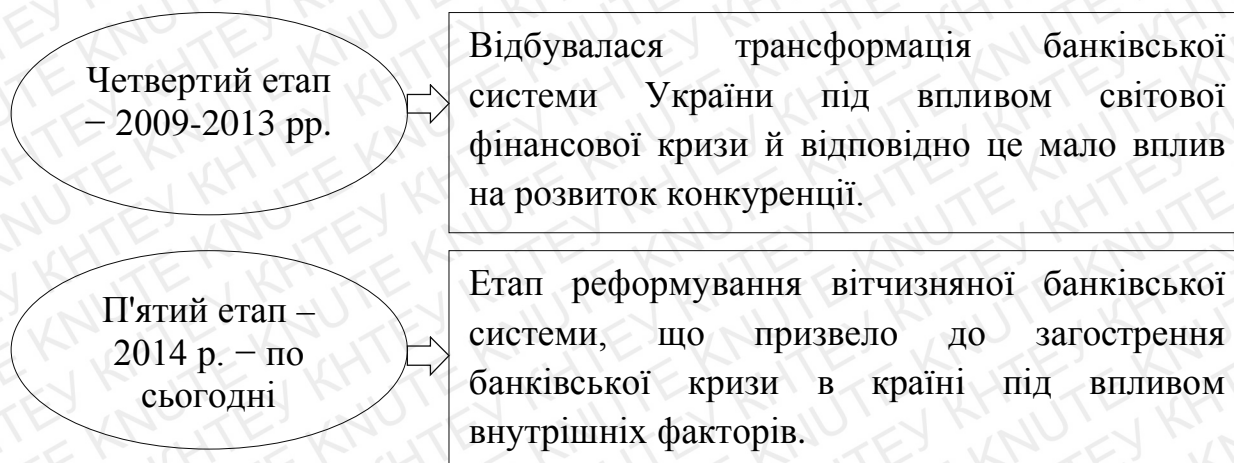 Четвертий етап
− 2009-2013 рр.
Відбувалася трансформація банківської
системи України під впливом світової
фінансової кризи й відповідно це мало вплив
на розвиток конкуренції.
П'ятий етап –
2014 р. − по
сьогодні
Етап реформування вітчизняної банківської
системи, що призвело до загострення
банківської кризи в країні під впливом
внутрішніх факторів.